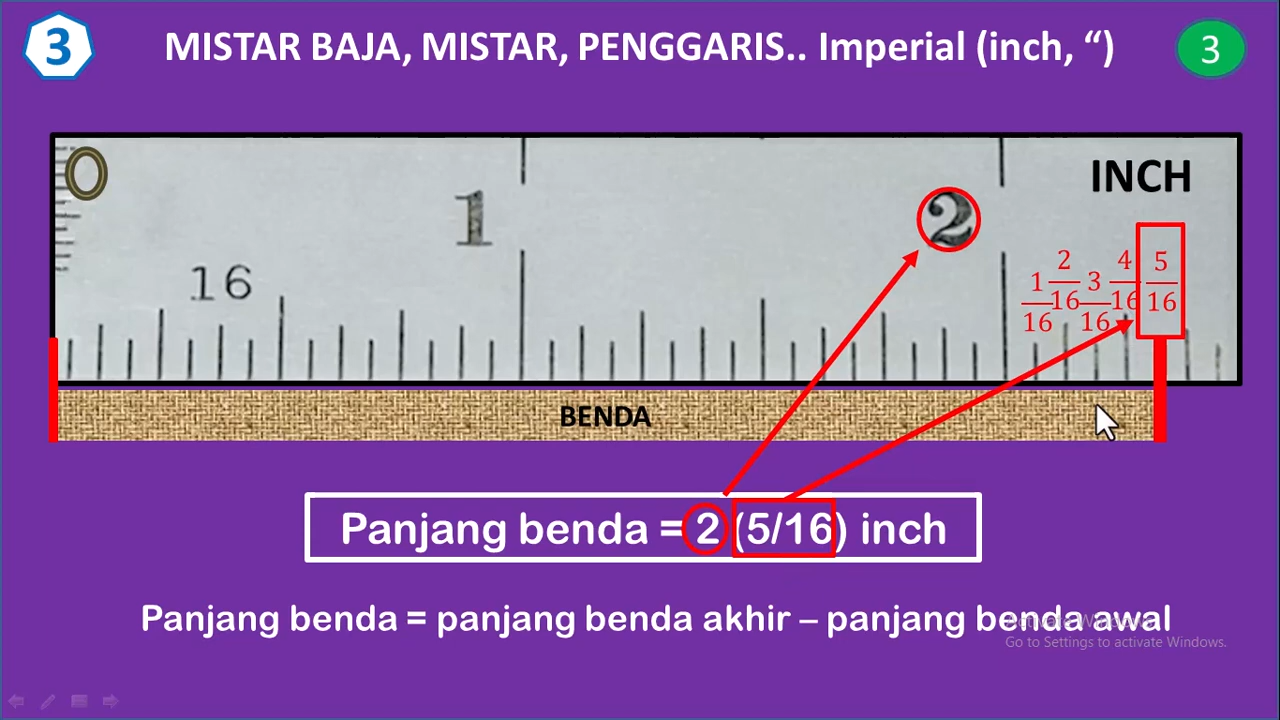 3
MISTAR BAJA, MISTAR, PENGGARIS.. Imperial (inch, “)
3
0
1
2
INCH
16
1/16
2/16
3/16
4/16
5/16
BENDA
Panjang benda = 2 (5/16) inch
Panjang benda = panjang benda akhir – panjang benda awal
Activate Windows
Go to Settings to activate Windows.